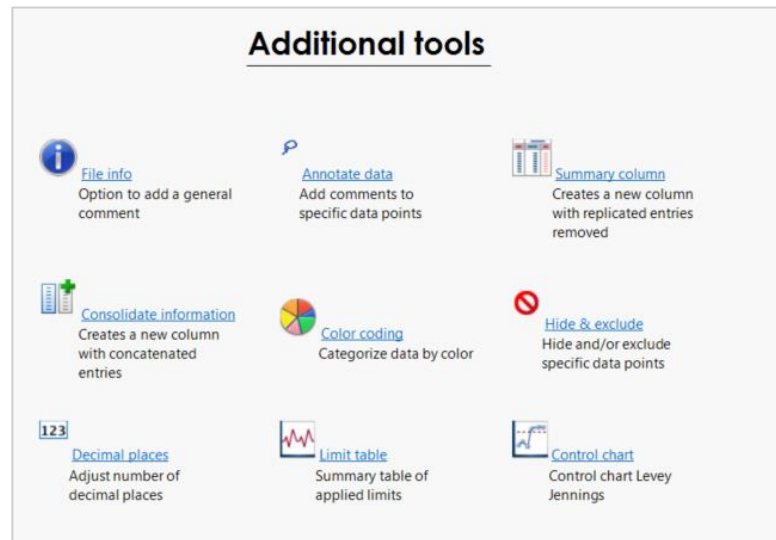 Additional tools
File info
Option to add a general
comment
Annotate data
Add comments to
specific data points
Summary column
Creates a new column
with replicated entries
removed
Consolidate information
Creates a new column
with concatenated
entries
Color coding
Categorize data by color
Hide & exclude
Hide and/or exclude
specific data points
123
Decimal places
Adjust number of
decimal places
Limit table
Summary table of
applied limits
Control chart
Control chart Levey
Jennings